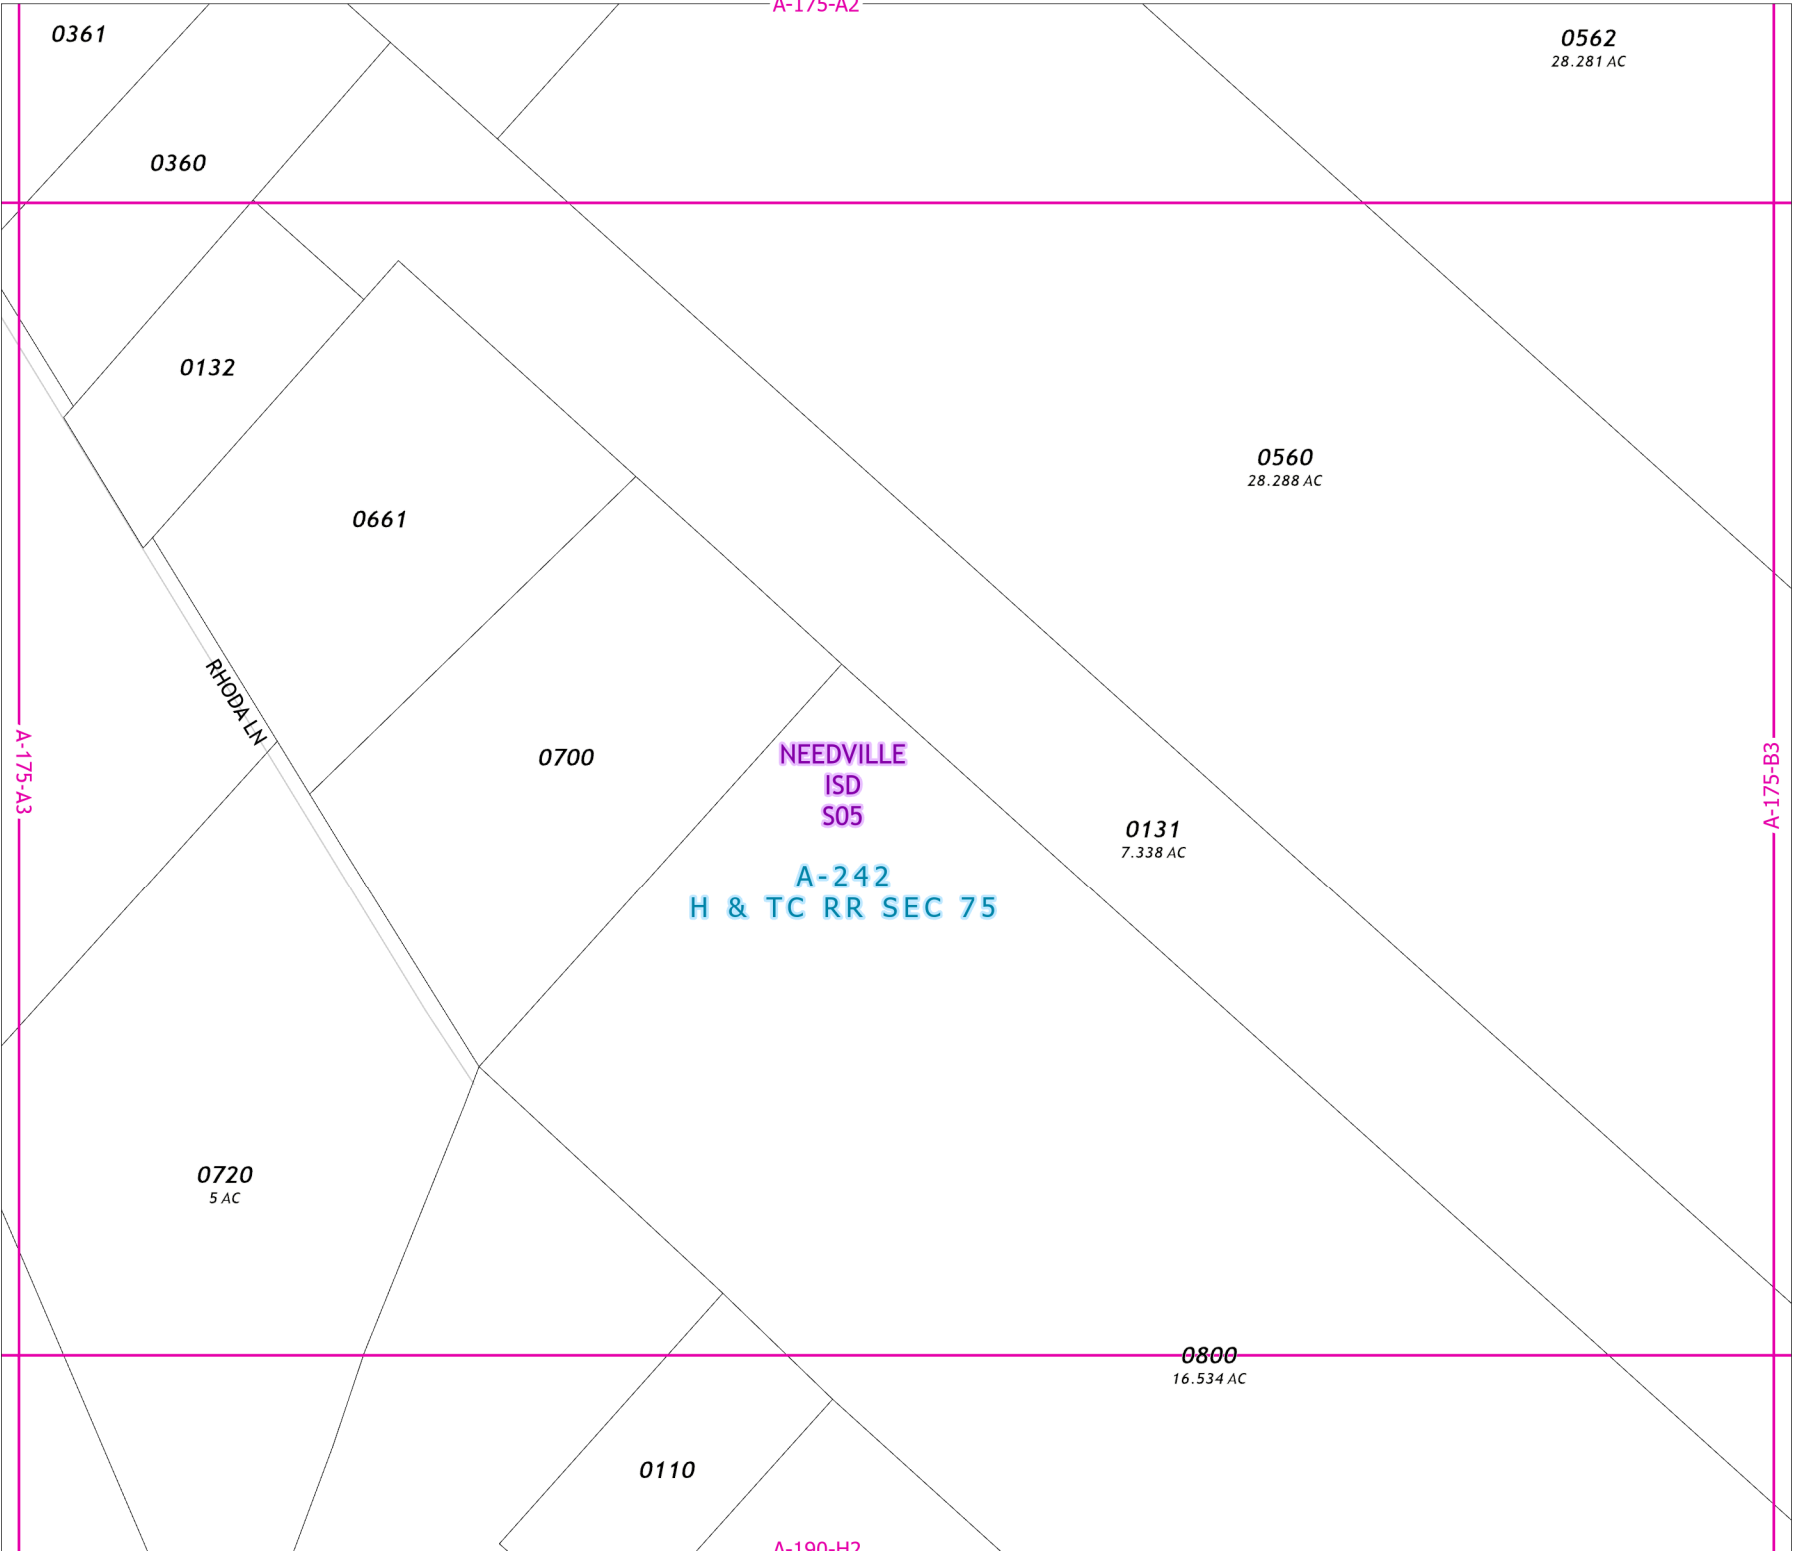 A-175-A2
0361
0562
28.281 AC
0360
0132
0560
28.288 AC
0661
RHODA LN
A-175-A3
0700
NEEDVILLE
ISD
S05
A-175-B3
0131
7.338 AC
A-242
H & TC RR SEC 75
0720
5 AC
0800
16.534 AC
0110
A-190-H2